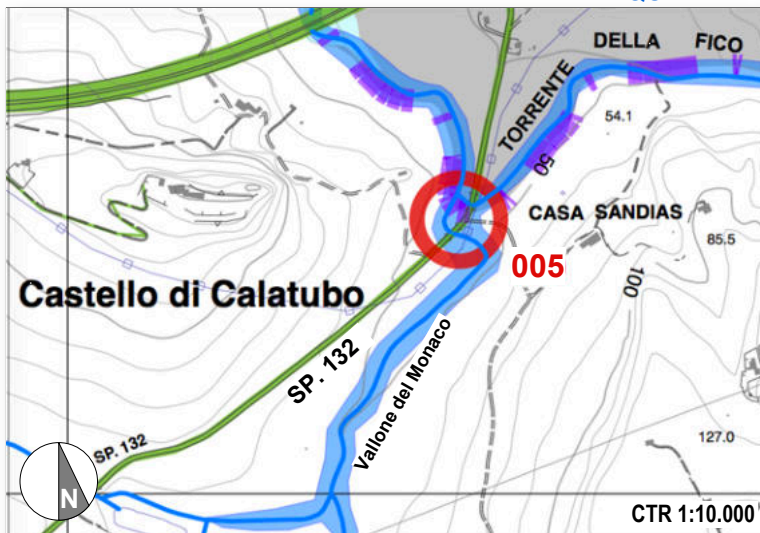 DELLA FICO
TORRENTE
54.1
50
CASA SANDIAS
85.5
005
100
Castello di Calatubo
SP. 132
Vallone del Monaco
SP. 132
127.0
N
CTR 1:10.000